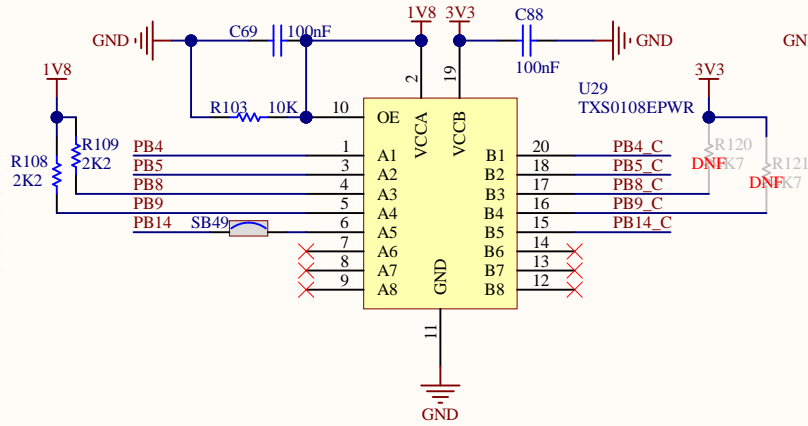 1V8
3V3
C88
C69
100nF
GND
GND
GN
100nF
1V8
3V3
2
19
U29
TXS0108EPWR
R103
10K
10
OE
VCCA
VCCB
R109
2K2
R108
2K2
R120
DNF
K7
R121
DNF
K7
PB4
1
A1
B1
20
PB4_C
PB5
3
A2
B2
18
PB5_C
PB8
4
A3
B3
17
PB8_C
PB9
5
A4
B4
16
PB9_C
PB14
SB49
6
A5
B5
15
PB14_C
7
A6
B6
14
8
A7
B7
13
9
A8
B8
12
GND
11
GND